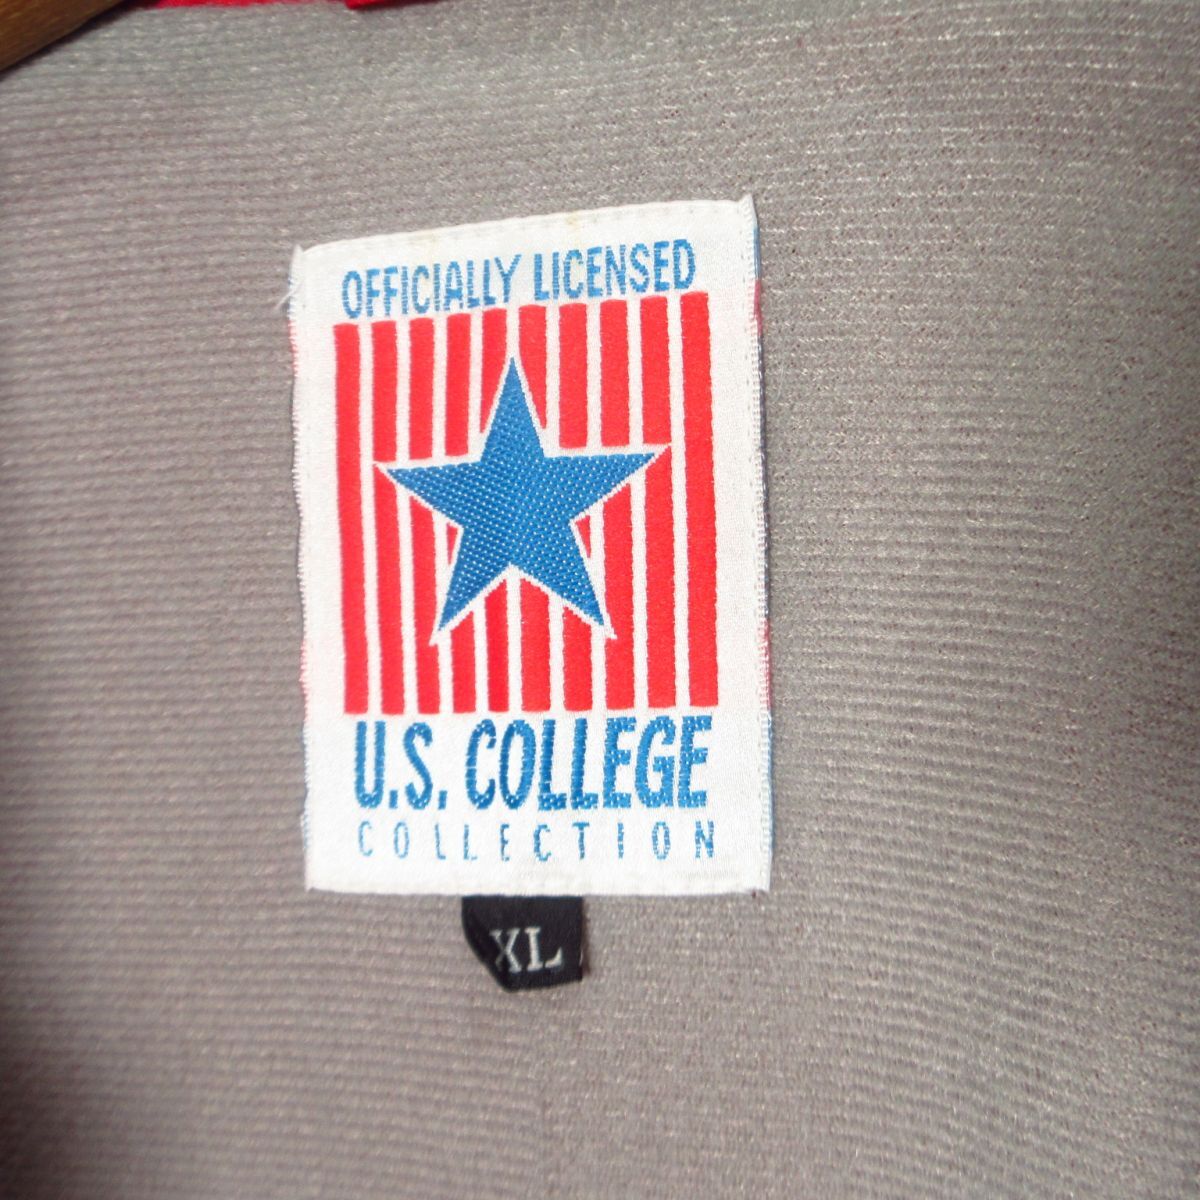 OFFICIALLY LICENSED
U.S. COLLEGE
COLLECTION
XL